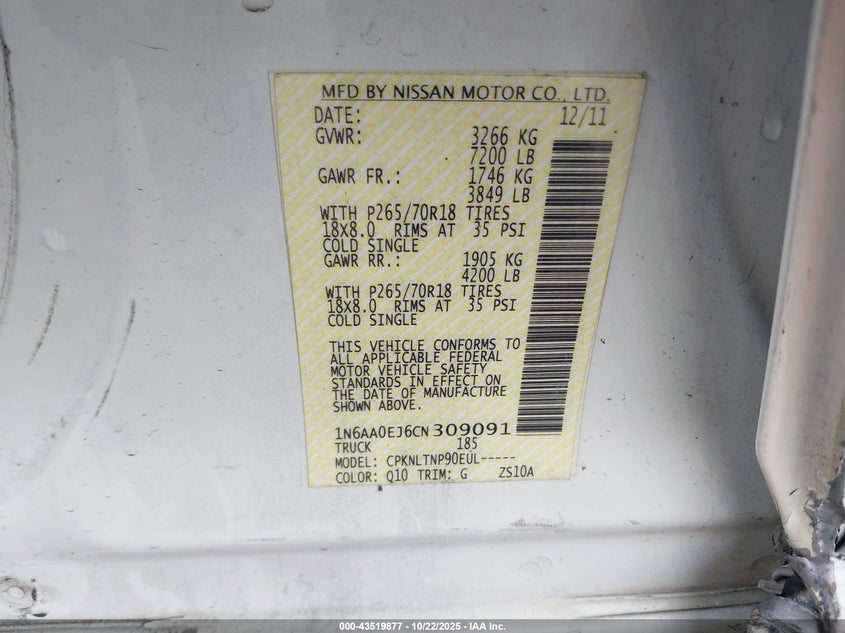 MFD BY NISSAN MOTOR CO., LTD.
DATE: 12/11
GVWR: 3266 KG
7200 LB
GAWR FR.: 1746 KG
3849 LB
WITH P265/70R18 TIRES
18X8.0 RIMS AT 35 PSI
COLD SINGLE
GAWR RR.: 1905 KG
4200 LB
WITH P265/70R18 TIRES
18X8.0 RIMS AT 35 PSI
COLD SINGLE
THIS VEHICLE CONFORMS TO
ALL APPLICABLE FEDERAL
MOTOR VEHICLE SAFETY
STANDARDS IN EFFECT ON
THE DATE OF MANUFACTURE
SHOWN ABOVE.
1N6AA0EJ6CN309091
TRUCK 185
MODEL: CPKNLTNP90EUL-----
COLOR: Q10 TRIM: G ZS10A
000-43519877 - 10/22/2025 - IAA Inc.